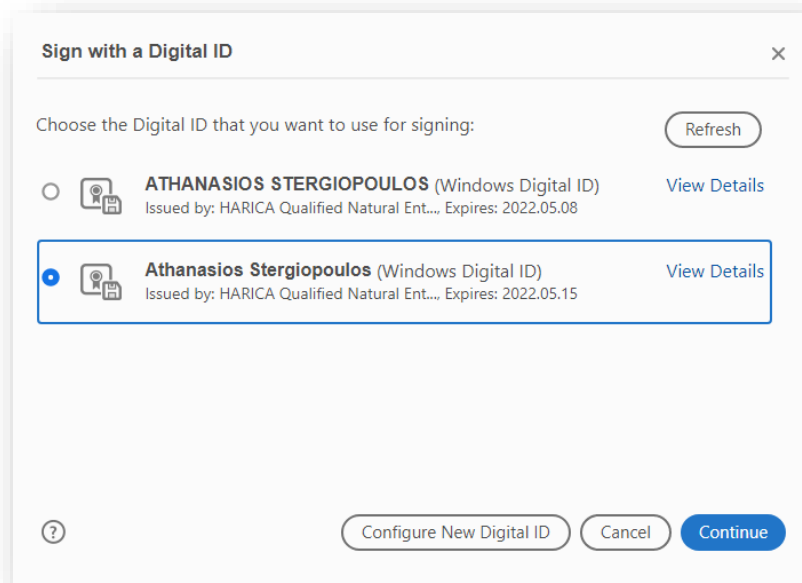 Sign with a Digital ID
Choose the Digital ID that you want to use for signing:
Refresh
ATHANASIOS STERGIOPOULOS (Windows Digital ID)
View Details
Issued by: HARICA Qualified Natural Ent..., Expires: 2022.05.08
Athanasios Stergiopoulos (Windows Digital ID)
View Details
Issued by: HARICA Qualified Natural Ent..., Expires: 2022.05.15
?
Configure New Digital ID
Cancel
Continue